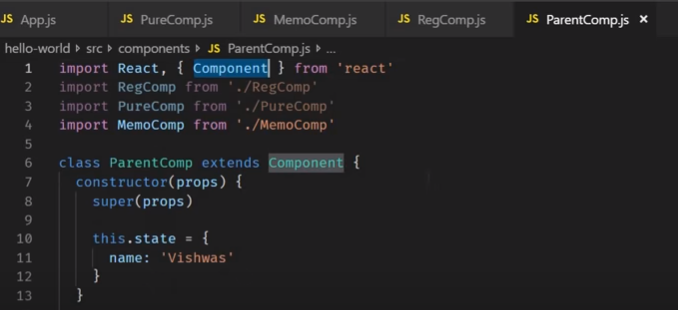 JS App.js JS PureComp.js JS MemoComp.js JS RegComp.js JS ParentComp.js ×
hello-world > src > components > JS ParentComp.js > ...
1 import React, { Component } from 'react'
2 import RegComp from './RegComp'
3 import PureComp from './PureComp'
4 import MemoComp from './MemoComp'
5
6 class ParentComp extends Component {
7 constructor(props) {
8 super(props)
9
10 this.state = {
11 name: 'Vishwas'
12 }
13 }